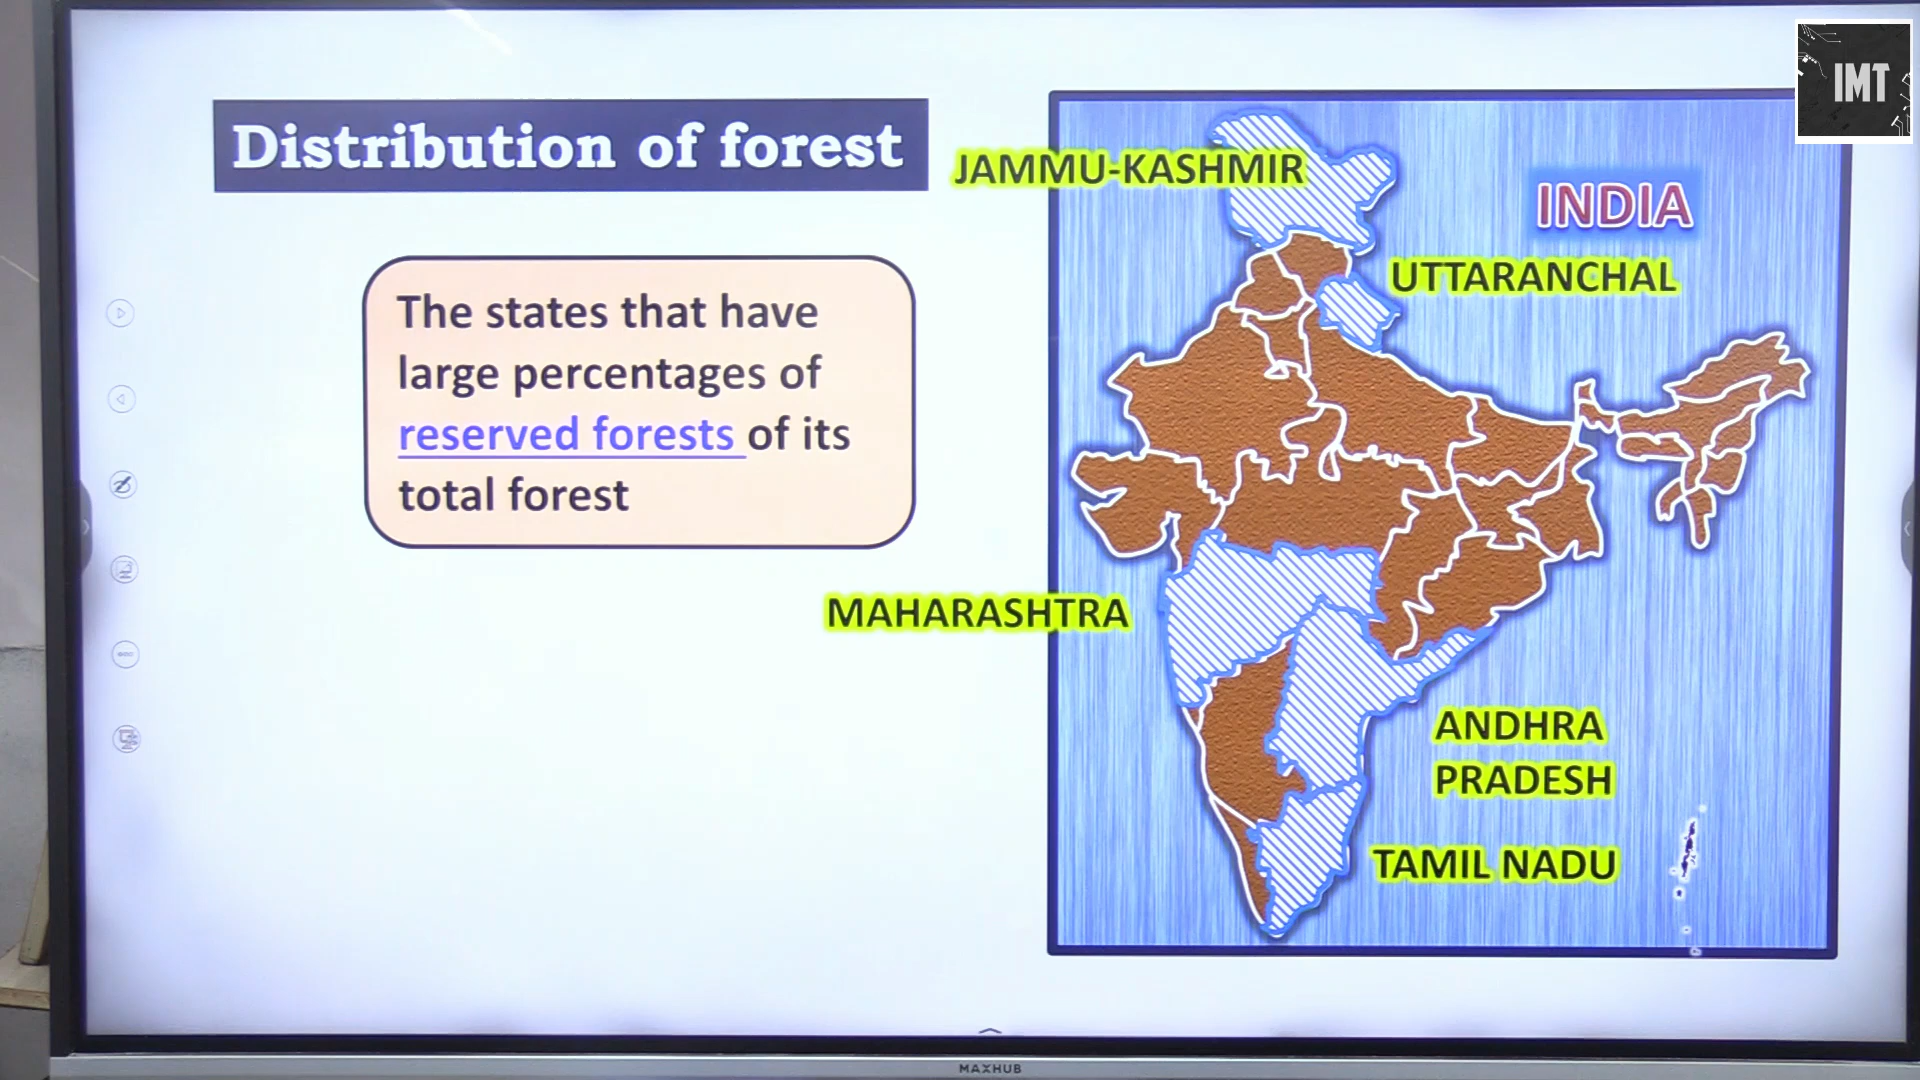 IMT
Distribution of forest
JAMMU-KASHMIR
INDIA
UTTARANCHAL
The states that have
large percentages of
reserved forests of its
total forest
MAHARASHTRA
ANDHRA
PRADESH
TAMIL NADU
MAXHUB